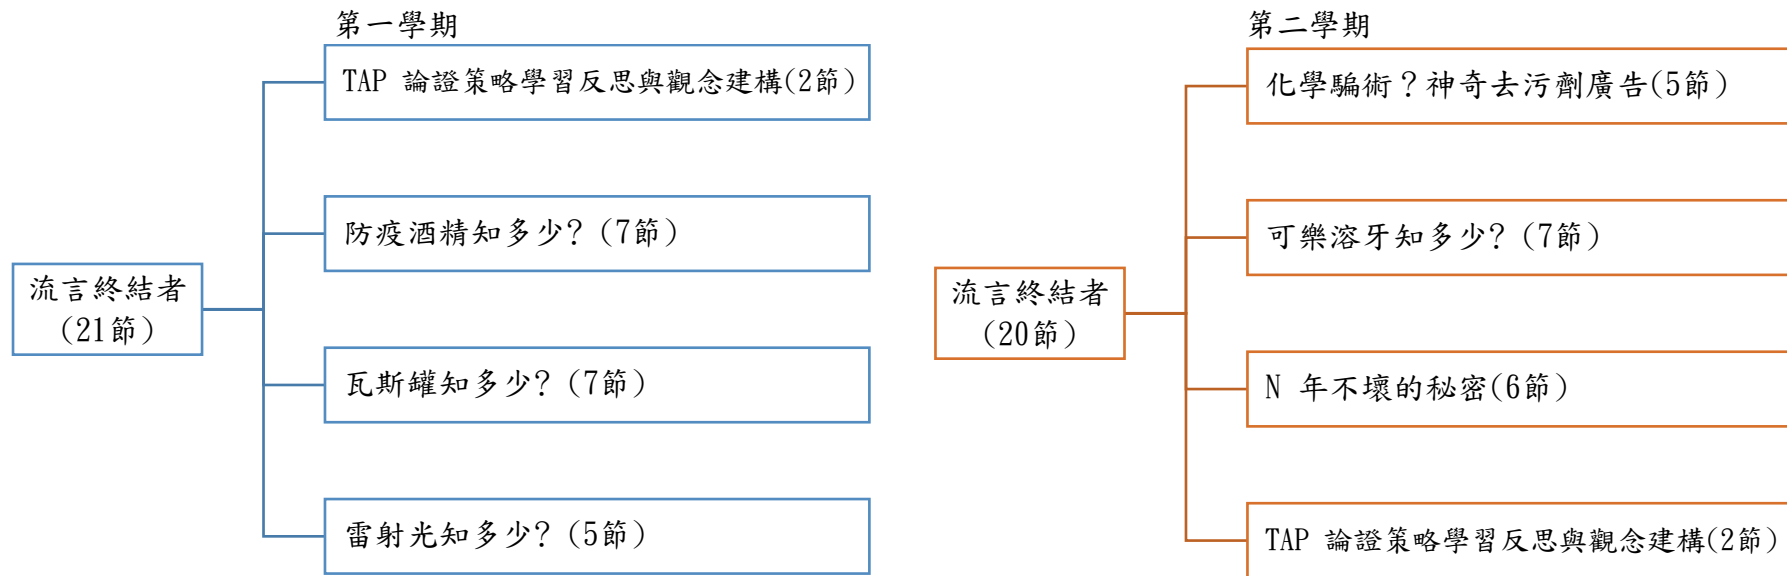 第一學期
TAP 論證策略學習反思與觀念建構(2節)
防疫酒精知多少? (7節)
流言終結者
(21節)
瓦斯罐知多少? (7節)
雷射光知多少? (5節)
第二學期
化學騙術？神奇去污劑廣告(5節)
可樂溶牙知多少? (7節)
流言終結者
(20節)
N 年不壞的秘密(6節)
TAP 論證策略學習反思與觀念建構(2節)